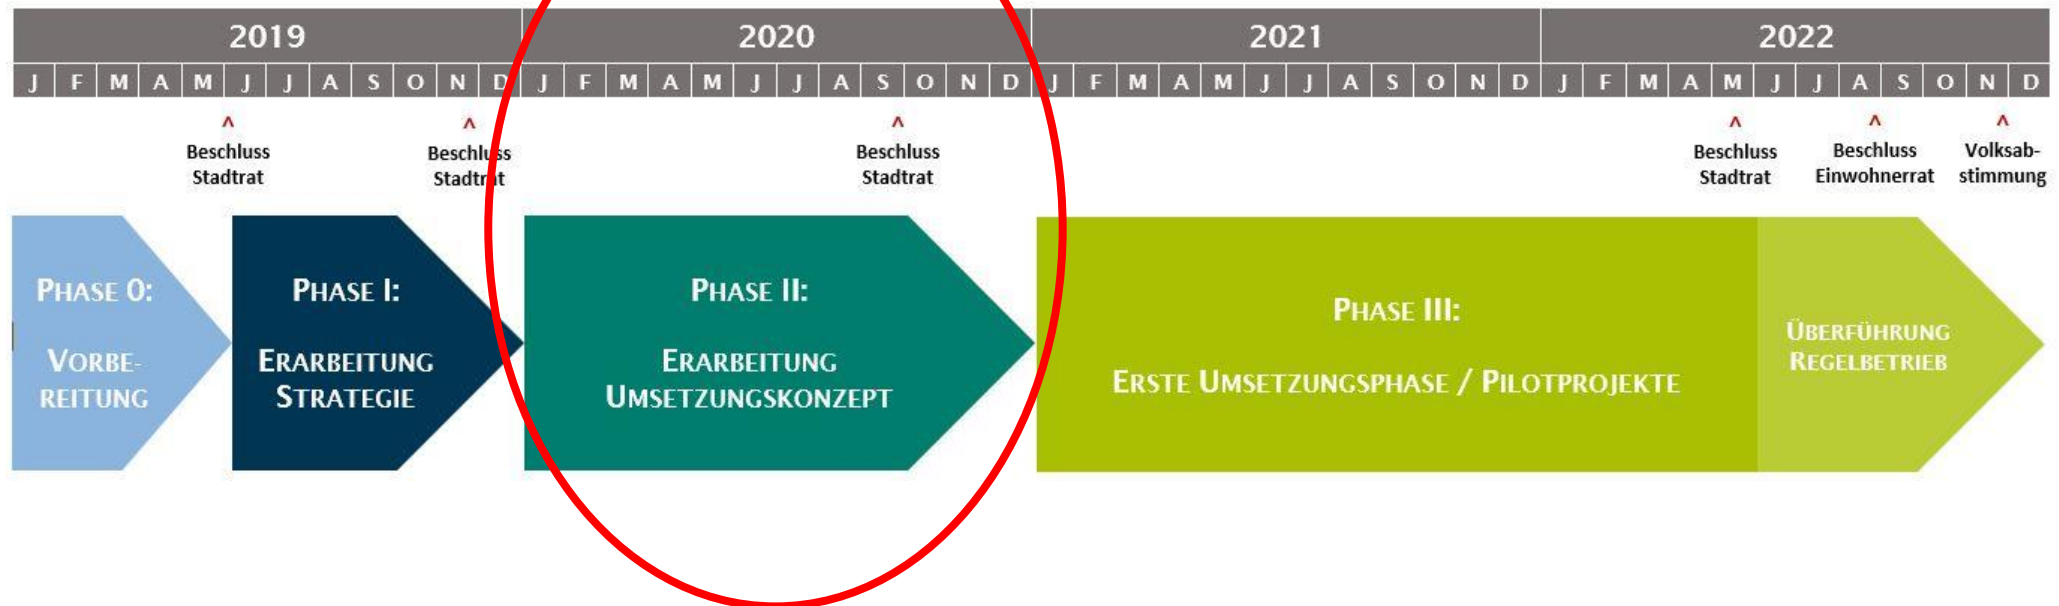 2019 2020 2021 2022
J F M A M J J A S O N D J F M A M J J A S O N D J F M A M J J A S O N D J F M A M J J A S O N D
^ ^ ^ ^ ^ ^
Beschluss
Stadtrat
Beschluss
Stadtrat
Beschluss
Stadtrat
Beschluss
Stadtrat
Beschluss
Einwohnerrat
Volksab-
stimmung
PHASE 0:
VORBE-
REITUNG
PHASE I:
ERARBEITUNG
STRATEGIE
PHASE II:
ERARBEITUNG
UMSETZUNGSKONZEPT
PHASE III:
ERSTE UMSETZUNGSPHASE / PILOTPROJEKTE
ÜBERFÜHRUNG
REGELBETRIEB